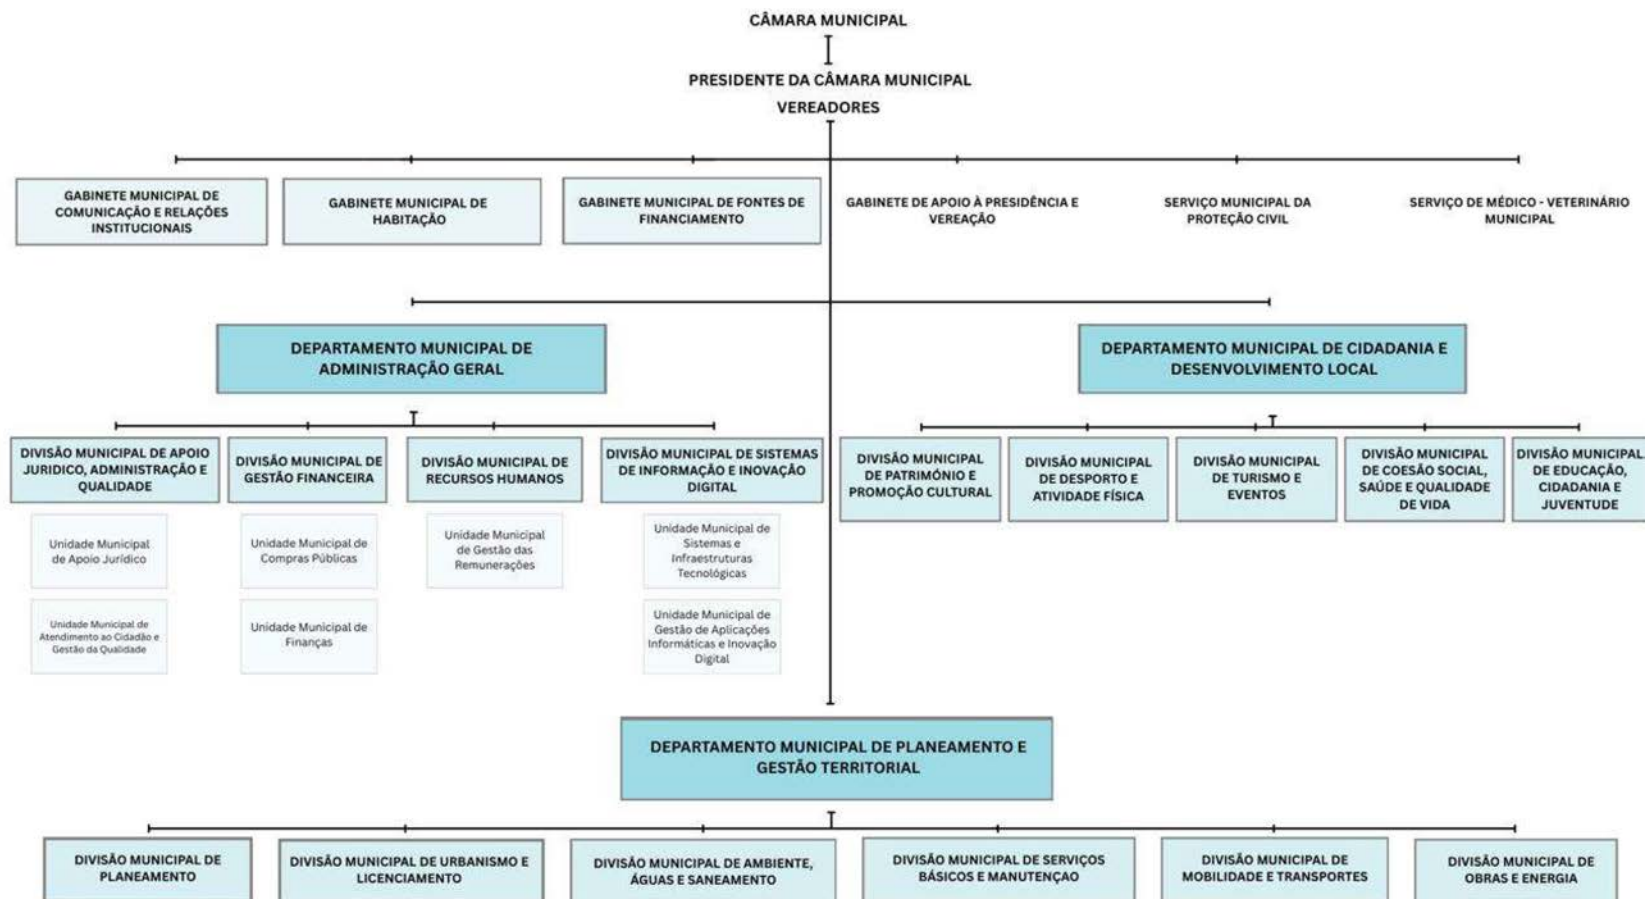 CÂMARA MUNICIPAL
PRESIDENTE DA CÂMARA MUNICIPAL
VEREADORES
GABINETE MUNICIPAL DE
COMUNICAÇÃO E RELAÇÕES
INSTITUCIONAIS
GABINETE MUNICIPAL DE
HABITAÇÃO
GABINETE MUNICIPAL DE FONTES DE
FINANCIAMENTO
GABINETE DE APOIO À PRESIDÊNCIA E
VEREAÇÃO
SERVIÇO MUNICIPAL DA
PROTEÇÃO CIVIL
SERVIÇO DE MÉDICO - VETERINÁRIO
MUNICIPAL
DEPARTAMENTO MUNICIPAL DE
ADMINISTRAÇÃO GERAL
DEPARTAMENTO MUNICIPAL DE CIDADANIA E
DESENVOLVIMENTO LOCAL
DIVISÃO MUNICIPAL DE APOIO
JURIDICO, ADMINISTRAÇÃO E
QUALIDADE
DIVISÃO MUNICIPAL DE
GESTÃO FINANCEIRA
DIVISÃO MUNICIPAL DE
RECURSOS HUMANOS
DIVISÃO MUNICIPAL DE SISTEMAS
DE INFORMAÇÃO E INOVAÇÃO
DIGITAL
DIVISÃO MUNICIPAL
DE PATRIMÓNIO E
PROMOÇÃO CULTURAL
DIVISÃO MUNICIPAL
DE DESPORTO E
ATIVIDADE FÍSICA
DIVISÃO MUNICIPAL
DE TURISMO E
EVENTOS
DIVISÃO MUNICIPAL
DE COESÃO SOCIAL,
SAÚDE E QUALIDADE
DE VIDA
DIVISÃO MUNICIPAL
DE EDUCAÇÃO,
CIDADANIA E
JUVENTUDE
Unidade Municipal
de Apoio Jurídico
Unidade Municipal de
Compras Públicas
Unidade Municipal
de Gestão das
Remunerações
Unidade Municipal de
Sistemas e
Infraestruturas
Tecnológicas
Unidade Municipal de
Atendimento ao Cidadão e
Gestão da Qualidade
Unidade Municipal de
Finanças
Unidade Municipal de
Gestão de Aplicações
Informáticas e Inovação
Digital
DEPARTAMENTO MUNICIPAL DE PLANEAMENTO E
GESTÃO TERRITORIAL
DIVISÃO MUNICIPAL DE
PLANEAMENTO
DIVISÃO MUNICIPAL DE URBANISMO E
LICENCIAMENTO
DIVISÃO MUNICIPAL DE AMBIENTE,
ÁGUAS E SANEAMENTO
DIVISÃO MUNICIPAL DE SERVIÇOS
BÁSICOS E MANUTENÇAO
DIVISÃO MUNICIPAL DE
MOBILIDADE E TRANSPORTES
DIVISÃO MUNICIPAL DE
OBRAS E ENERGIA